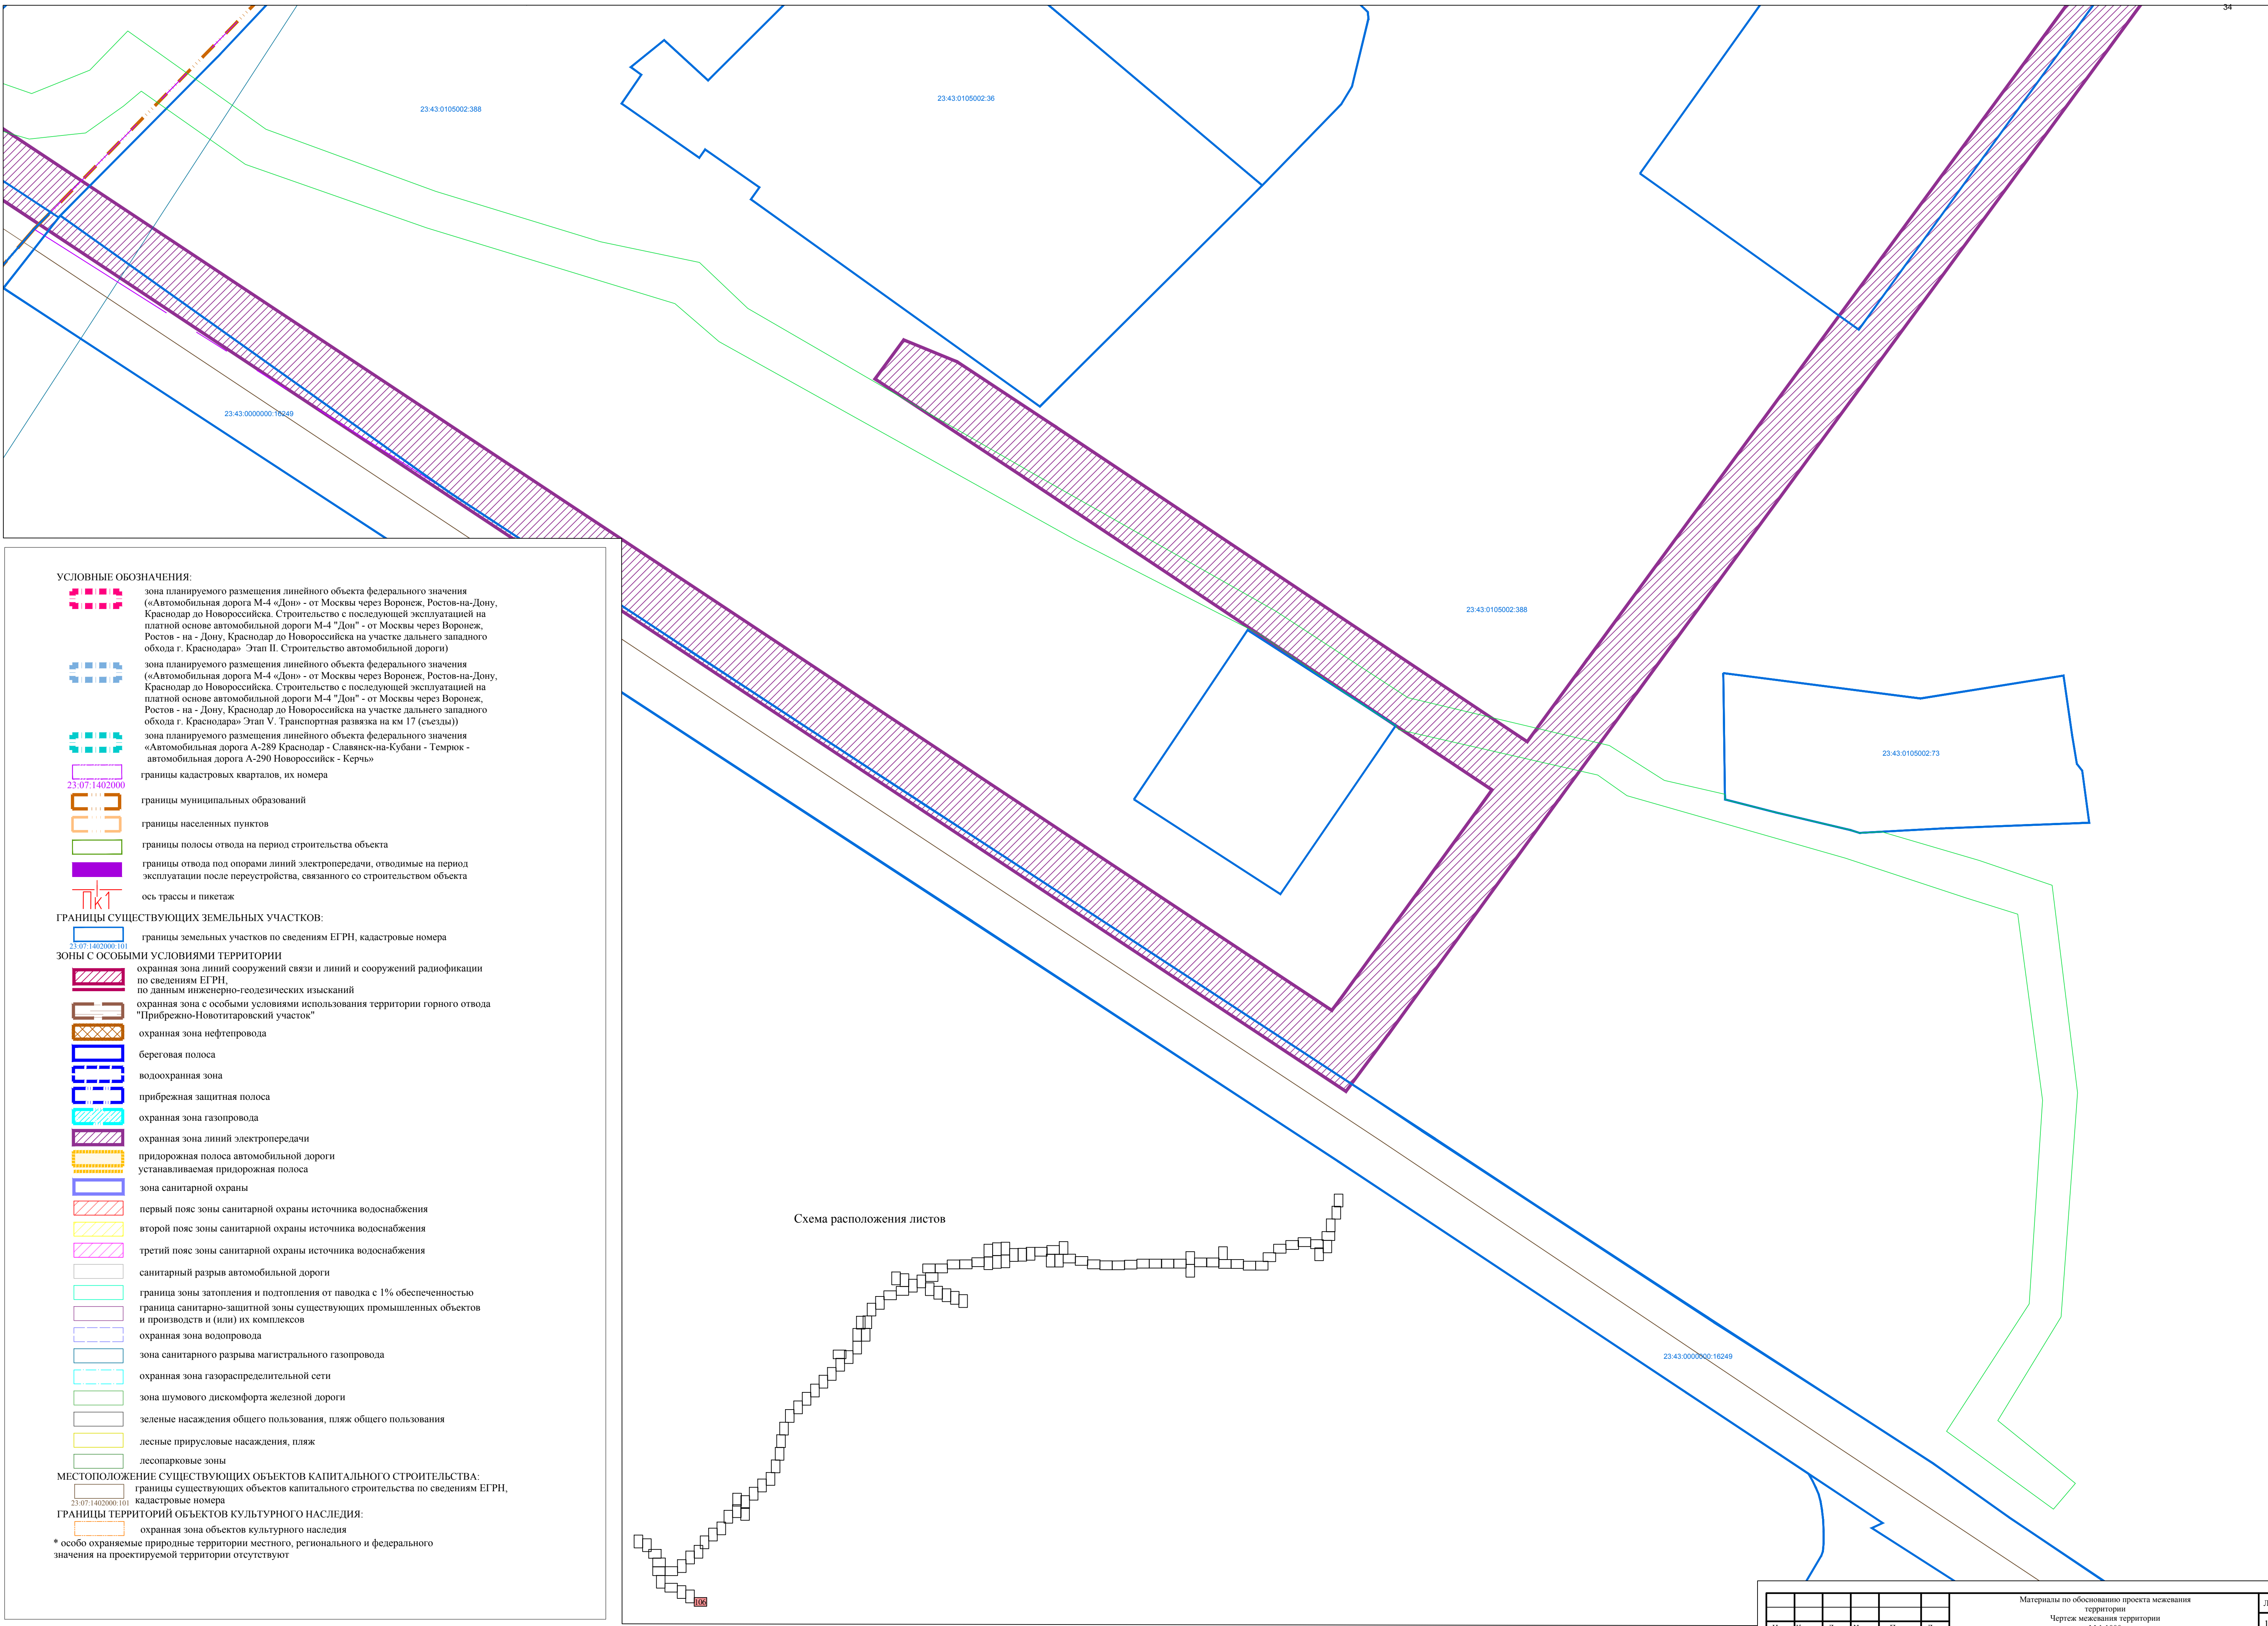 34
23:43:0105002:388
23:43:0105002:36
23:43:0000000:16249
23:43:0105002:388
23:43:0105002:73
23:43:0000000:16249
УСЛОВНЫЕ ОБОЗНАЧЕНИЯ:
зона планируемого размещения линейного объекта федерального значения
(«Автомобильная дорога М-4 «Дон» - от Москвы через Воронеж, Ростов-на-Дону,
Краснодар до Новороссийска. Строительство с последующей эксплуатацией на
платной основе автомобильной дороги М-4 "Дон" - от Москвы через Воронеж,
Ростов - на - Дону, Краснодар до Новороссийска на участке дальнего западного
обхода г. Краснодара» Этап II. Строительство автомобильной дороги)
зона планируемого размещения линейного объекта федерального значения
(«Автомобильная дорога М-4 «Дон» - от Москвы через Воронеж, Ростов-на-Дону,
Краснодар до Новороссийска. Строительство с последующей эксплуатацией на
платной основе автомобильной дороги М-4 "Дон" - от Москвы через Воронеж,
Ростов - на - Дону, Краснодар до Новороссийска на участке дальнего западного
обхода г. Краснодара» Этап V. Транспортная развязка на км 17 (съезды))
зона планируемого размещения линейного объекта федерального значения
«Автомобильная дорога А-289 Краснодар - Славянск-на-Кубани - Темрюк -
автомобильная дорога А-290 Новороссийск - Керчь»
границы кадастровых кварталов, их номера
23:07:1402000
границы муниципальных образований
границы населенных пунктов
границы полосы отвода на период строительства объекта
границы отвода под опорами линий электропередачи, отводимые на период
эксплуатации после переустройства, связанного со строительством объекта
Пк1 ось трассы и пикетаж
ГРАНИЦЫ СУЩЕСТВУЮЩИХ ЗЕМЕЛЬНЫХ УЧАСТКОВ:
границы земельных участков по сведениям ЕГРН, кадастровые номера
23:07:1402000:101
ЗОНЫ С ОСОБЫМИ УСЛОВИЯМИ ТЕРРИТОРИИ
охранная зона линий сооружений связи и линий и сооружений радиофикации
по сведениям ЕГРН,
по данным инженерно-геодезических изысканий
охранная зона с особыми условиями использования территории горного отвода
"Прибрежно-Новотитаровский участок"
охранная зона нефтепровода
береговая полоса
водоохранная зона
прибрежная защитная полоса
охранная зона газопровода
охранная зона линий электропередачи
придорожная полоса автомобильной дороги
устанавливаемая придорожная полоса
зона санитарной охраны
первый пояс зоны санитарной охраны источника водоснабжения
второй пояс зоны санитарной охраны источника водоснабжения
третий пояс зоны санитарной охраны источника водоснабжения
санитарный разрыв автомобильной дороги
граница зоны затопления и подтопления от паводка с 1% обеспеченностью
граница санитарно-защитной зоны существующих промышленных объектов
и производств и (или) их комплексов
охранная зона водопровода
зона санитарного разрыва магистрального газопровода
охранная зона газораспределительной сети
зона шумового дискомфорта железной дороги
зеленые насаждения общего пользования, пляж общего пользования
лесные прирусловые насаждения, пляж
лесопарковые зоны
МЕСТОПОЛОЖЕНИЕ СУЩЕСТВУЮЩИХ ОБЪЕКТОВ КАПИТАЛЬНОГО СТРОИТЕЛЬСТВА:
границы существующих объектов капитального строительства по сведениям ЕГРН,
23:07:1402000:101 кадастровые номера
ГРАНИЦЫ ТЕРРИТОРИЙ ОБЪЕКТОВ КУЛЬТУРНОГО НАСЛЕДИЯ:
охранная зона объектов культурного наследия
* особо охраняемые природные территории местного, регионального и федерального
значения на проектируемой территории отсутствуют
Схема расположения листов
106
Материалы по обоснованию проекта межевания
территории
Чертеж межевания территории